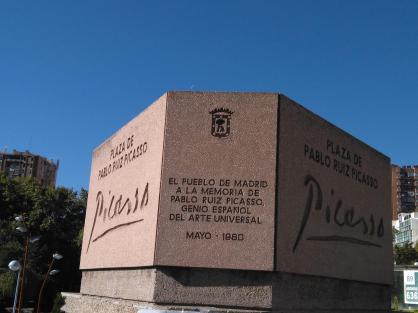 PLAZA DE
PABLO RUIZ PICASSO
Picasso
EL PUEBLO DE MADRID
A LA MEMORIA DE
PABLO RUIZ PICASSO,
GENIO ESPAÑOL
DEL ARTE UNIVERSAL
MAYO - 1980
PLAZA DE
PABLO RUIZ PICASSO
Picasso